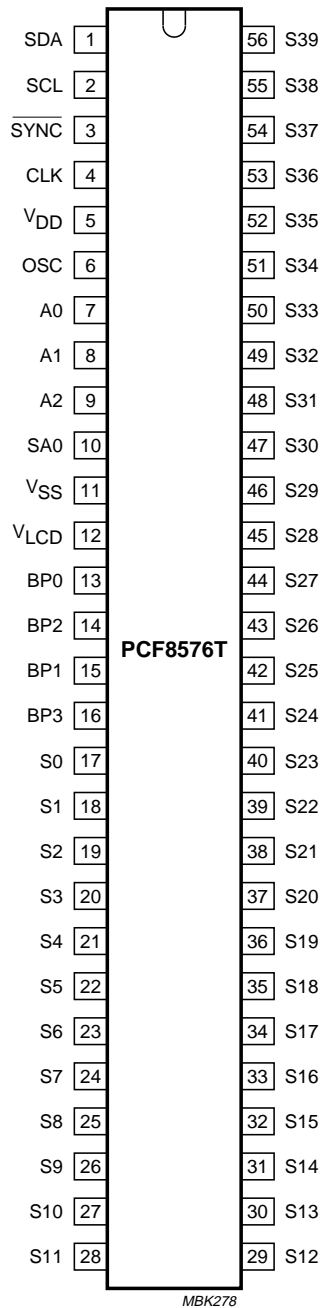 SDA 1 56 S39
SCL 2 55 S38
S̅Y̅N̅C̅ 3 54 S37
CLK 4 53 S36
VDD 5 52 S35
OSC 6 51 S34
A0 7 50 S33
A1 8 49 S32
A2 9 48 S31
SA0 10 47 S30
VSS 11 46 S29
VLCD 12 45 S28
BP0 13 44 S27
BP2 14 43 S26
PCF8576T
BP1 15 42 S25
BP3 16 41 S24
S0 17 40 S23
S1 18 39 S22
S2 19 38 S21
S3 20 37 S20
S4 21 36 S19
S5 22 35 S18
S6 23 34 S17
S7 24 33 S16
S8 25 32 S15
S9 26 31 S14
S10 27 30 S13
S11 28 29 S12
MBK278